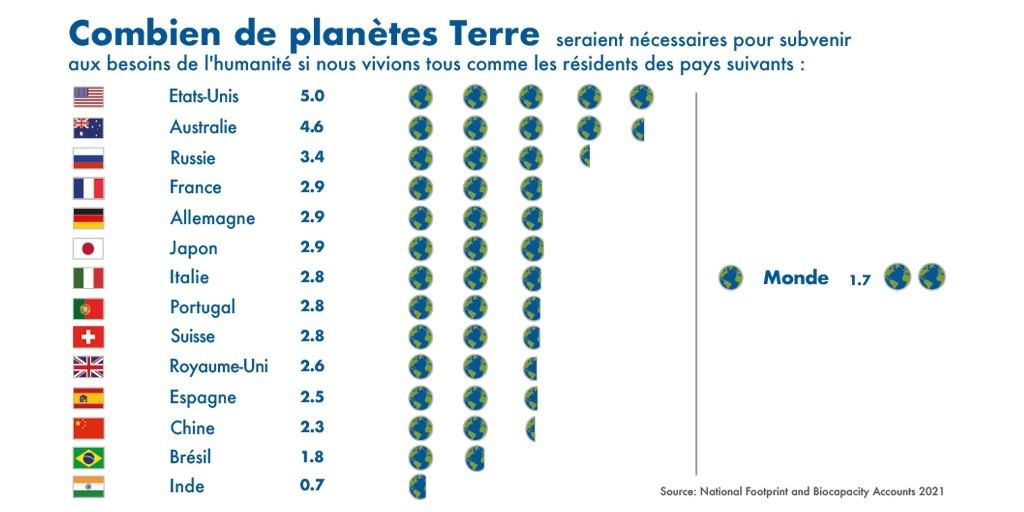 Combien de planètes Terre seraient nécessaires pour subvenir
aux besoins de l'humanité si nous vivions tous comme les résidents des pays suivants :
Etats-Unis 5.0
Australie 4.6
Russie 3.4
France 2.9
Allemagne 2.9
Japon 2.9
Italie 2.8
Portugal 2.8
Suisse 2.8
Royaume-Uni 2.6
Espagne 2.5
Chine 2.3
Brésil 1.8
Inde 0.7
Monde 1.7
Source: National Footprint and Biocapacity Accounts 2021